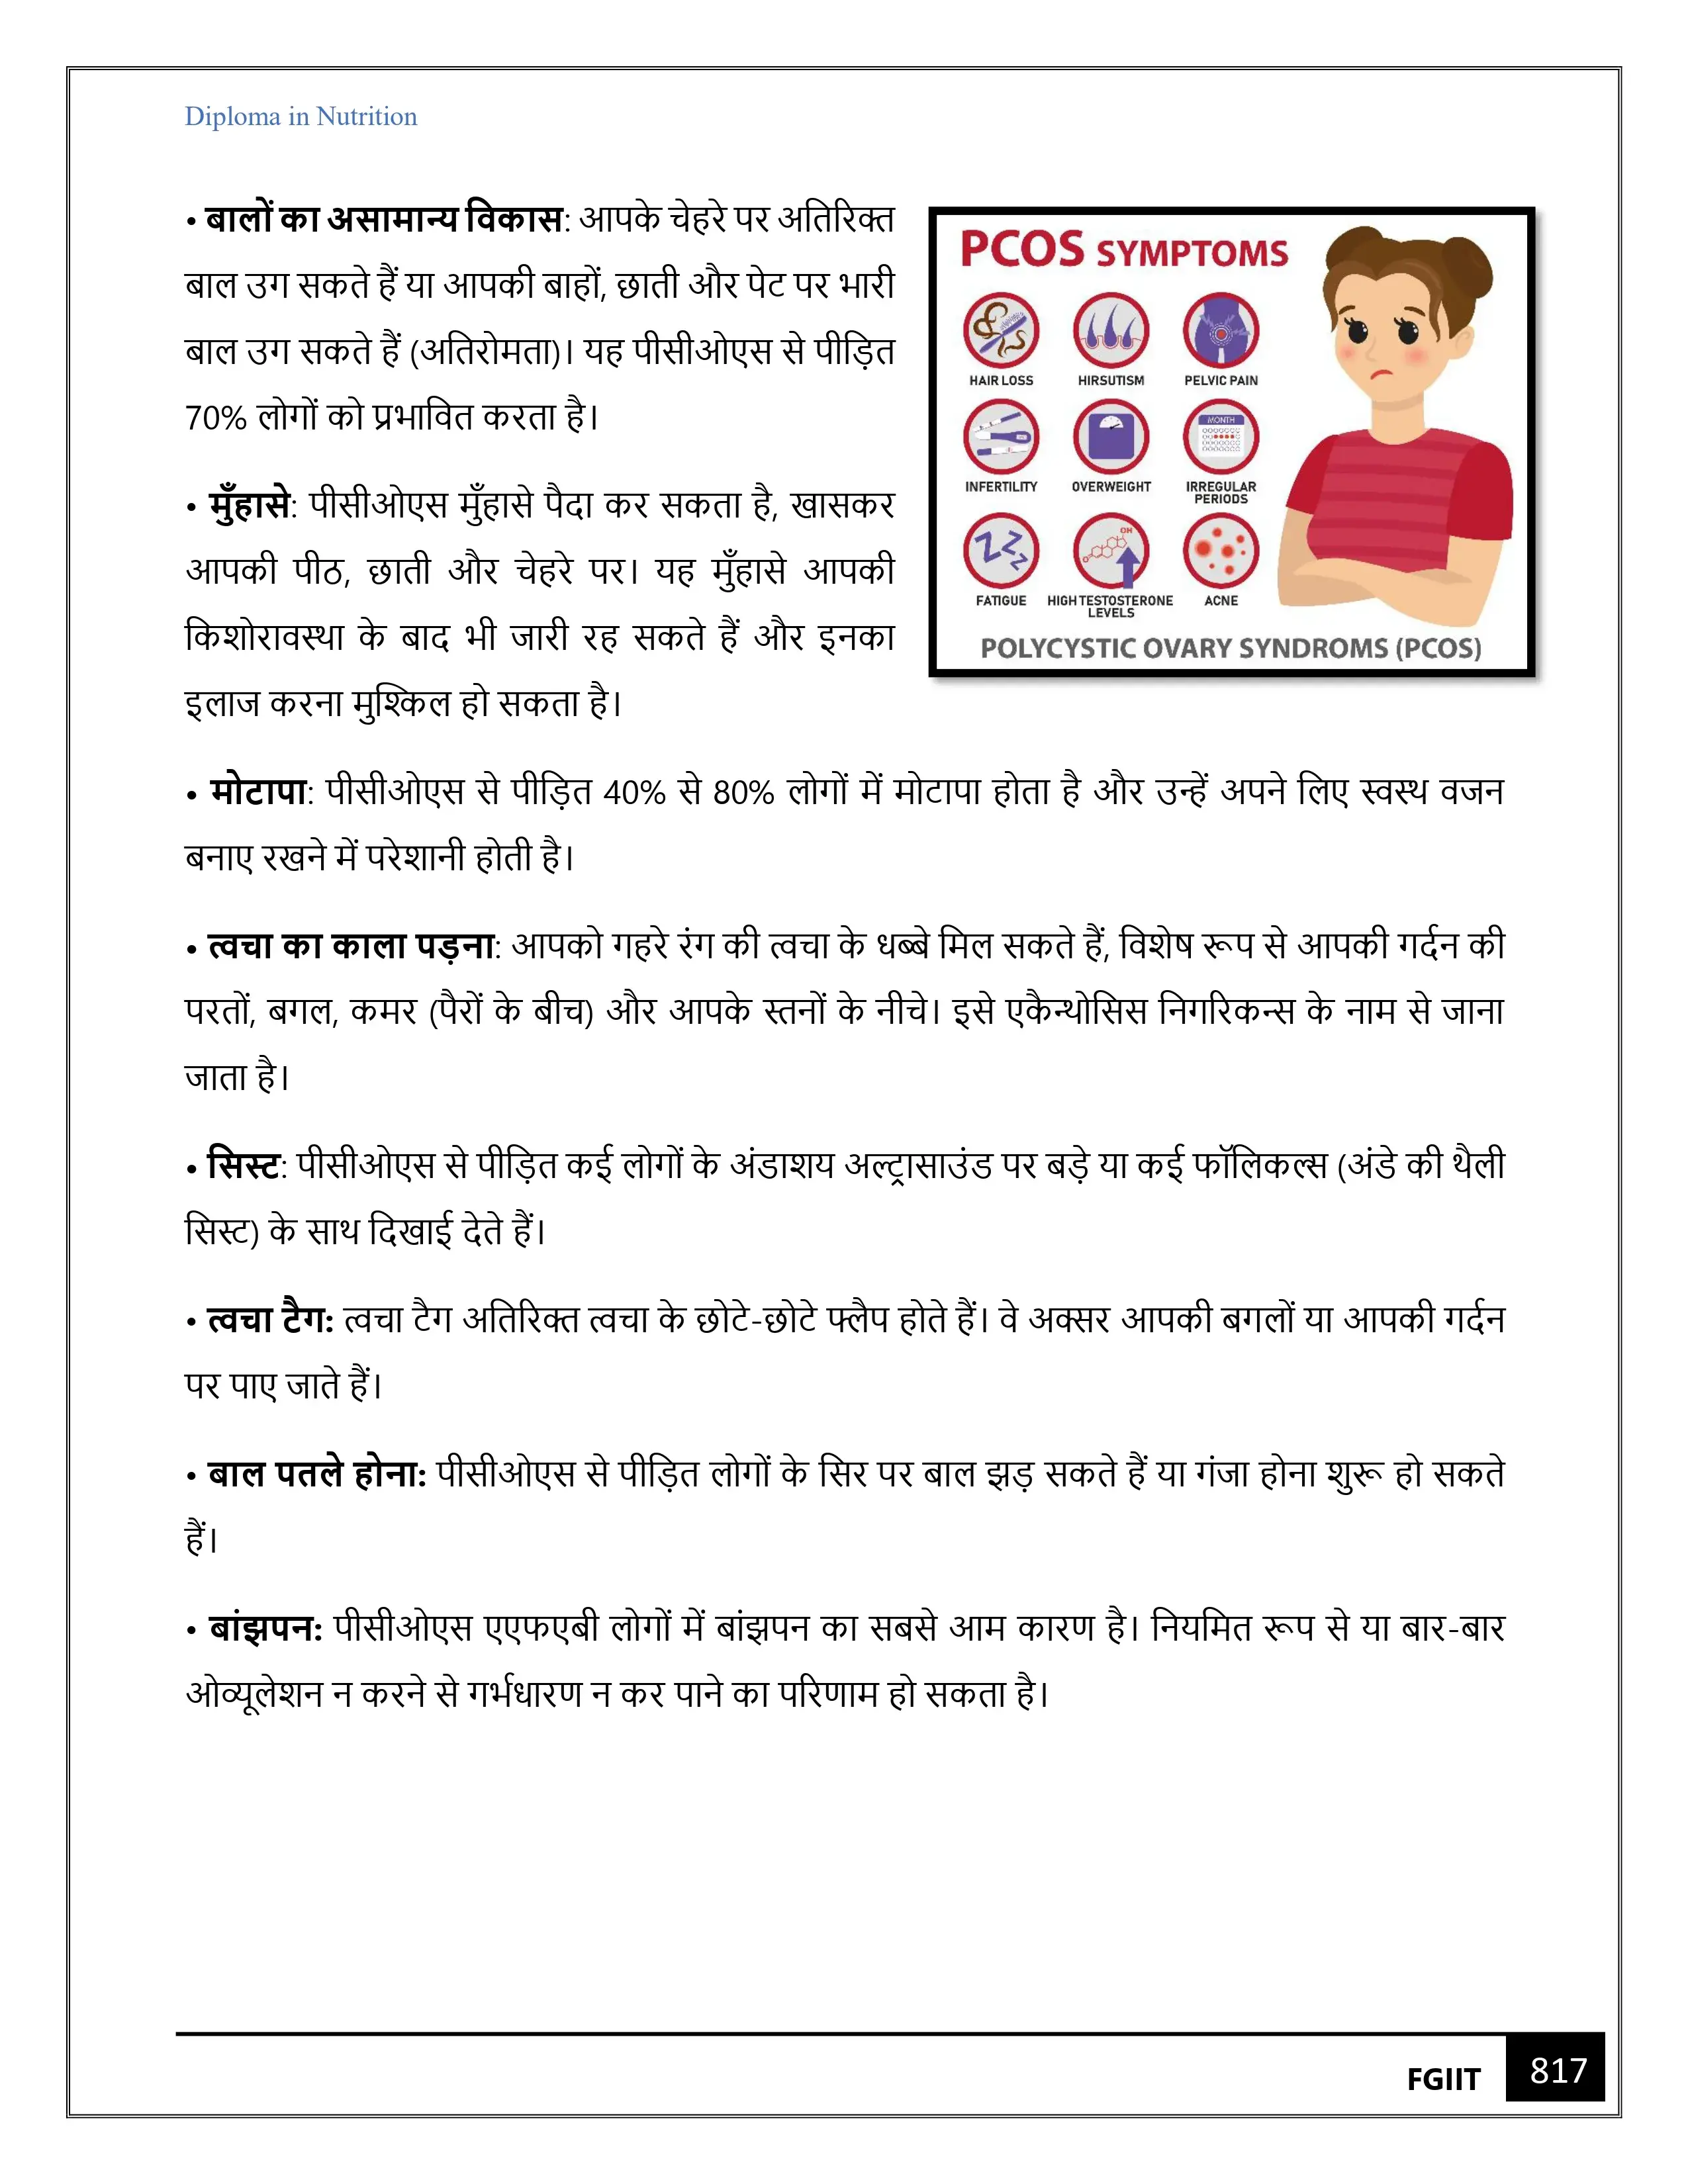 Diploma in Nutrition
• बालों का असामान्य विकास: आपके चेहरे पर अतिरिक्त
बाल उग सकते हैं या आपकी बाहों, छाती और पेट पर भारी
बाल उग सकते हैं (अतिरोमता)। यह पीसीओएस से पीड़ित
70% लोगों को प्रभावित करता है।
PCOS SYMPTOMS
HAIR LOSS
HIRSUTISM
PELVIC PAIN
INFERTILITY
OVERWEIGHT
MONTH
IRREGULAR
PERIODS
FATIGUE
OH
O
HIGH TESTOSTERONE
LEVELS
ACNE
POLYCYSTIC OVARY SYNDROMS (PCOS)
• मुँहासे: पीसीओएस मुँहासे पैदा कर सकता है, खासकर
आपकी पीठ, छाती और चेहरे पर। यह मुँहासे आपकी
किशोरावस्था के बाद भी जारी रह सकते हैं और इनका
इलाज करना मुश्किल हो सकता है।
• मोटापा: पीसीओएस से पीड़ित 40% से 80% लोगों में मोटापा होता है और उन्हें अपने लिए स्वस्थ वजन
बनाए रखने में परेशानी होती है।
• त्वचा का काला पड़ना: आपको गहरे रंग की त्वचा के धब्बे मिल सकते हैं, विशेष रूप से आपकी गर्दन की
परतों, बगल, कमर (पैरों के बीच) और आपके स्तनों के नीचे। इसे एकैन्थोसिस निगरिकन्स के नाम से जाना
जाता है।
• सिस्ट: पीसीओएस से पीड़ित कई लोगों के अंडाशय अल्ट्रासाउंड पर बड़े या कई फॉलिकल्स (अंडे की थैली
सिस्ट) के साथ दिखाई देते हैं।
• त्वचा टैग: त्वचा टैग अतिरिक्त त्वचा के छोटे-छोटे फ्लैप होते हैं। वे अक्सर आपकी बगलों या आपकी गर्दन
पर पाए जाते हैं।
• बाल पतले होना: पीसीओएस से पीड़ित लोगों के सिर पर बाल झड़ सकते हैं या गंजा होना शुरू हो सकते
हैं।
• बांझपन: पीसीओएस एएफएबी लोगों में बांझपन का सबसे आम कारण है। नियमित रूप से या बार-बार
ओव्यूलेशन न करने से गर्भधारण न कर पाने का परिणाम हो सकता है।
FGIIT 817